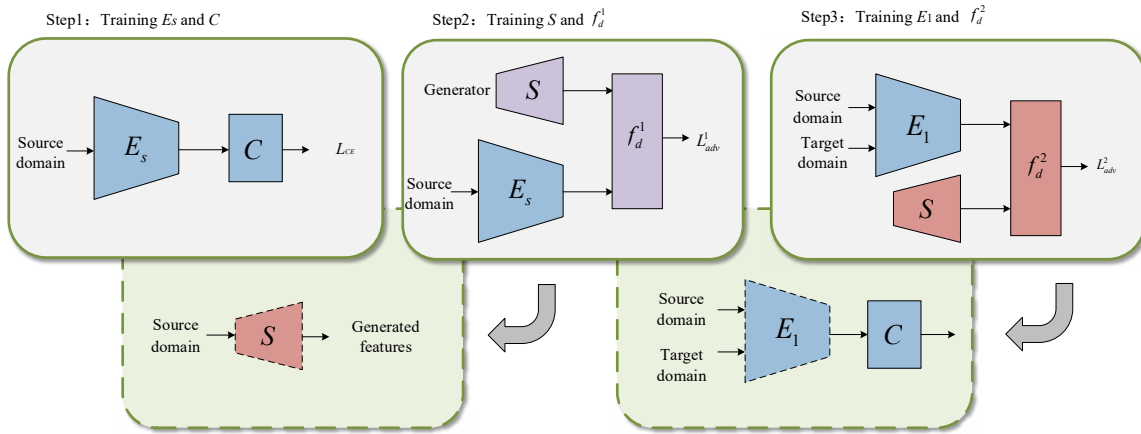 Step1：Training Es and C
Source
domain
E_s
C
L_CE
Step2：Training S and f_d^1
Generator
S
Source
domain
E_s
f_d^1
L_adv^1
Step3：Training E1 and f_d^2
Source
domain
Target
domain
E_1
S
f_d^2
L_adv^2
Source
domain
S
Generated
features
Source
domain
Target
domain
E_1
C